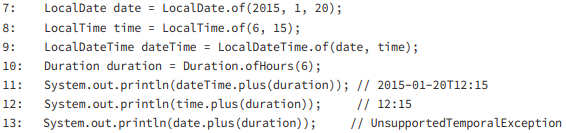 7: LocalDate date = LocalDate.of(2015, 1, 20);
8: LocalTime time = LocalTime.of(6, 15);
9: LocalDateTime dateTime = LocalDateTime.of(date, time);
10: Duration duration = Duration.ofHours(6);
11: System.out.println(dateTime.plus(duration)); // 2015-01-20T12:15
12: System.out.println(time.plus(duration)); // 12:15
13: System.out.println(date.plus(duration)); // UnsupportedTemporalException